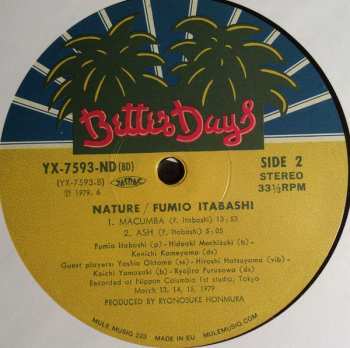 Better Days
YX-7593-ND(BD)
(YX-7593-B)
JASRAC
Ⓟ 1979. 6
SIDE 2
STEREO
33⅓RPM
NATURE / FUMIO ITABASHI
1. MACUMBA (F. Itabashi) 13:53
2. ASH (F. Itabashi) 5:05
Fumio Itabashi (p) - Hideaki Mochizuki (b) -
Kenichi Kameyama (ds)
Guest players: Yoshio Ohtomo (as) - Hiroshi Hatsuyama (vib) -
Koichi Yamazaki (b) - Ryojiro Furusawa (ds)
Recorded at Nippon Columbia 1st studio, Tokyo
March 13, 14, 15, 1979
PRODUCED BY RYONOSUKE HONMURA
MULE MUSIQ 233 MADE IN EU MULEMUSIQ.COM